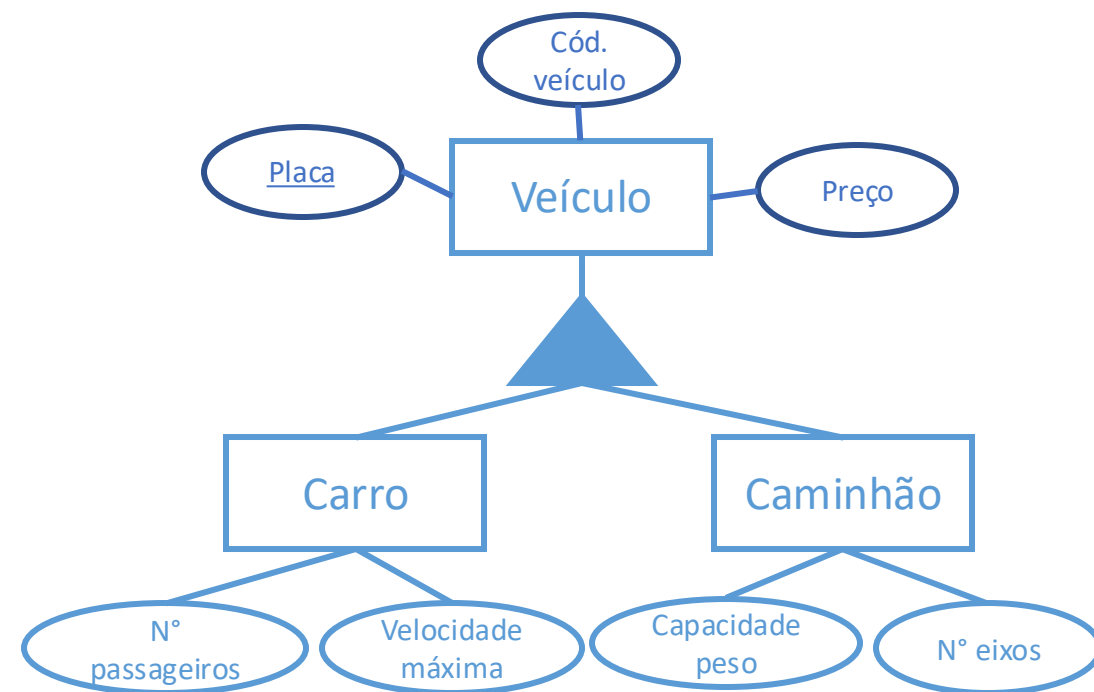 Cód.
veículo
Placa
Veículo
Preço
Carro
Caminhão
N°
passageiros
Velocidade
máxima
Capacidade
peso
N° eixos